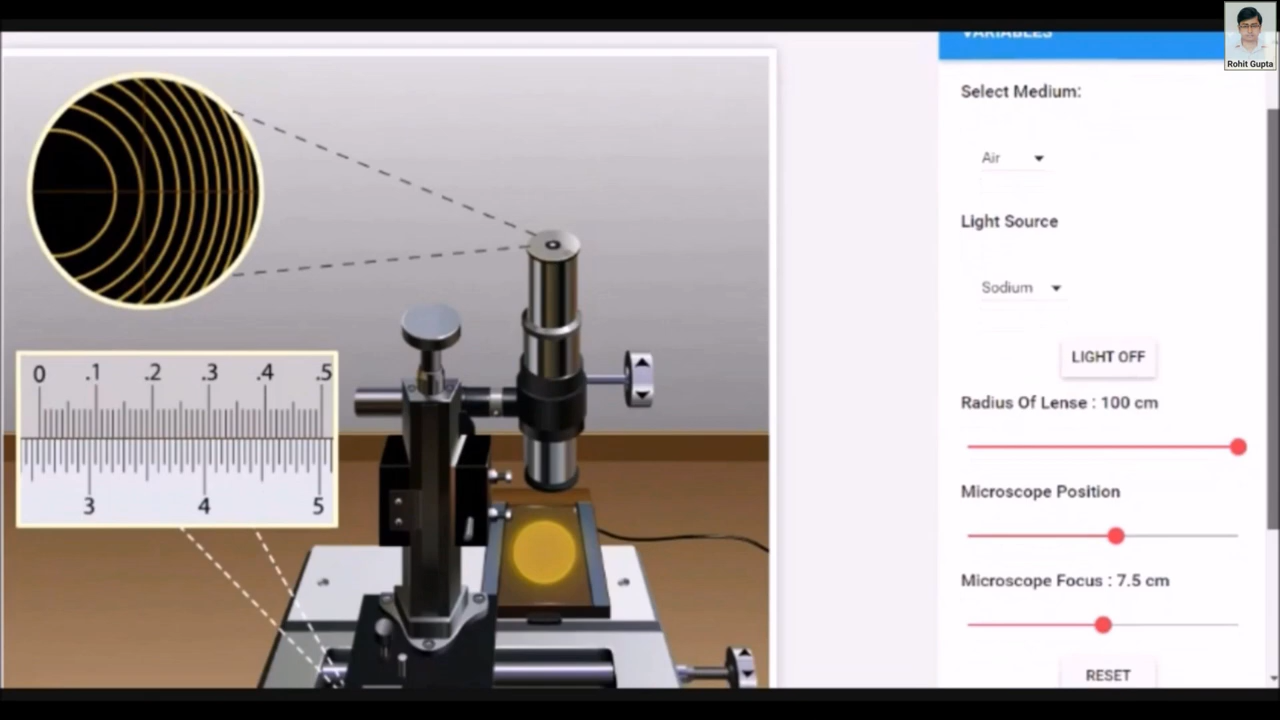 VARIABLES
Rohit Gupta
Select Medium:
Air
Light Source
Sodium
LIGHT OFF
Radius Of Lense : 100 cm
Microscope Position
Microscope Focus : 7.5 cm
RESET
0 .1 .2 .3 .4 .5
3 4 5